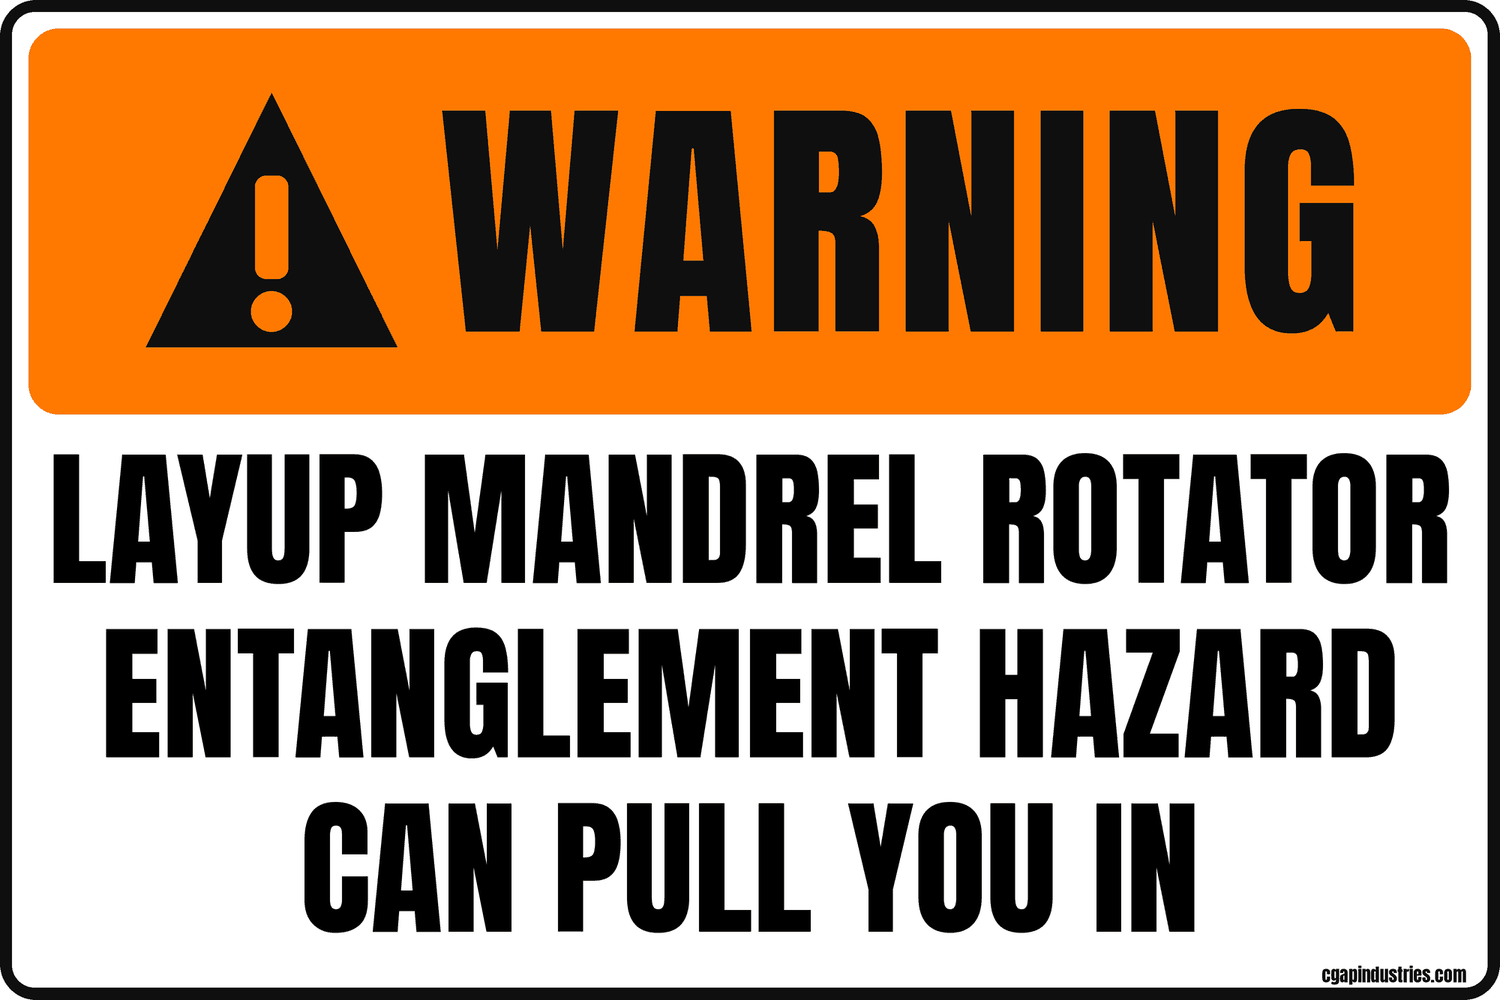 WARNING
LAYUP MANDREL ROTATOR
ENTANGLEMENT HAZARD
CAN PULL YOU IN
cgapindustries.com